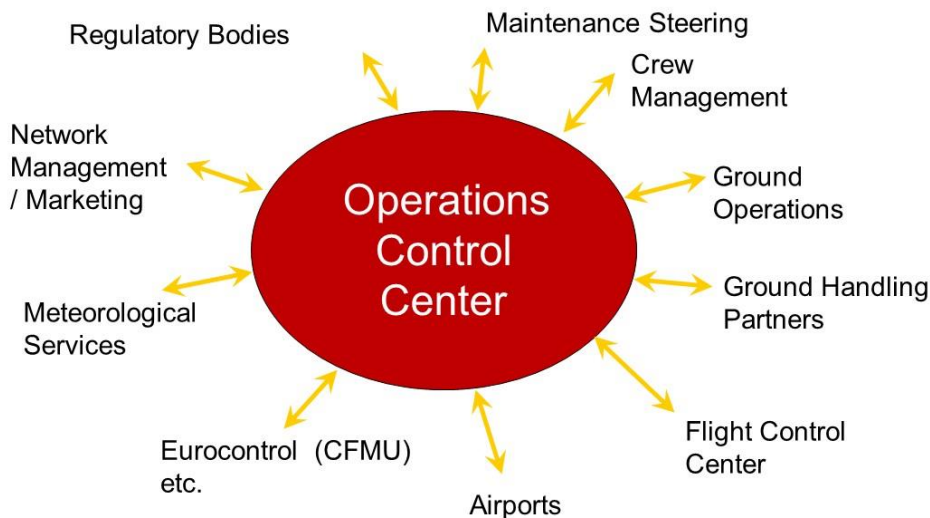 Regulatory Bodies
Maintenance Steering
Crew
Management
Network
Management
/ Marketing
Ground
Operations
Operations
Control
Center
Meteorological
Services
Ground Handling
Partners
Eurocontrol (CFMU)
etc.
Flight Control
Center
Airports